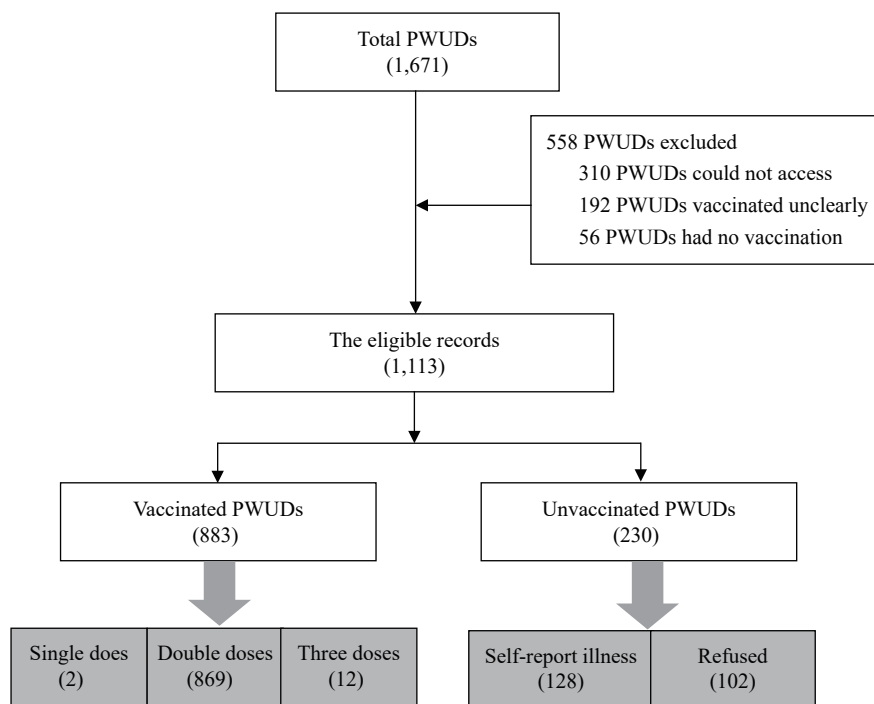 Total PWUDs
(1,671)
558 PWUDs excluded
310 PWUDs could not access
192 PWUDs vaccinated unclearly
56 PWUDs had no vaccination
The eligible records
(1,113)
Vaccinated PWUDs
(883)
Unvaccinated PWUDs
(230)
Single does
(2)
Double doses
(869)
Three doses
(12)
Self-report illness
(128)
Refused
(102)